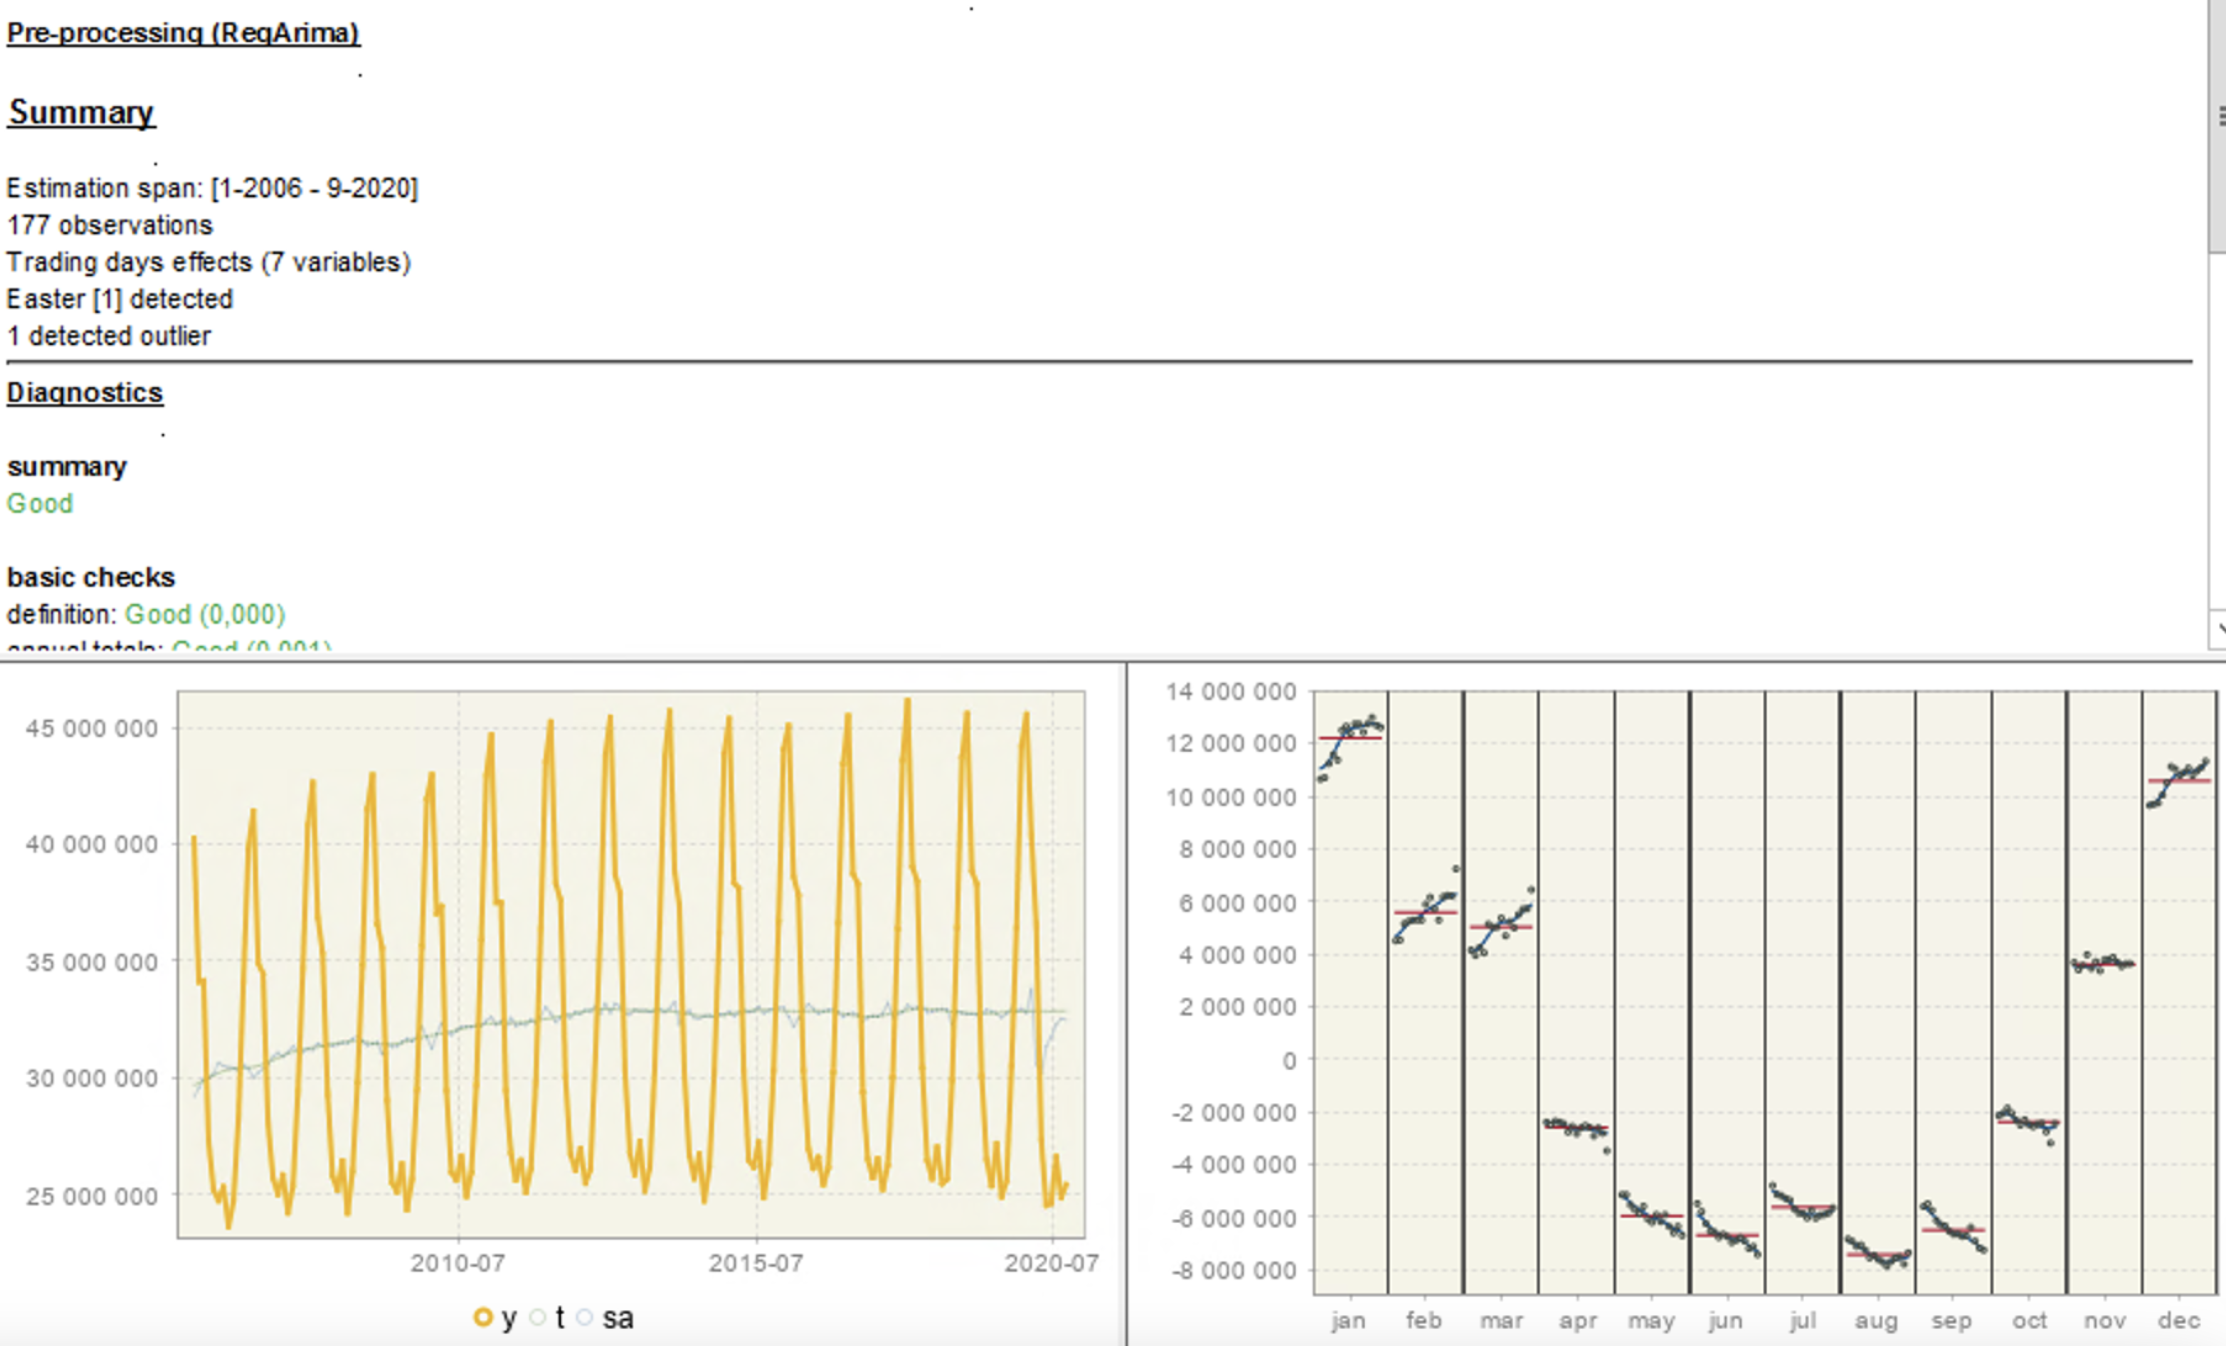 Pre-processing (RegArima)
Summary
Estimation span: [1-2006 - 9-2020]
177 observations
Trading days effects (7 variables)
Easter [1] detected
1 detected outlier
Diagnostics
summary
Good
basic checks
definition: Good (0,000)
annual totals: Good (0,001)
45 000 000
40 000 000
35 000 000
30 000 000
25 000 000
2010-07 2015-07 2020-07
y t sa
14 000 000
12 000 000
10 000 000
8 000 000
6 000 000
4 000 000
2 000 000
0
-2 000 000
-4 000 000
-6 000 000
-8 000 000
jan feb mar apr may jun jul aug sep oct nov dec